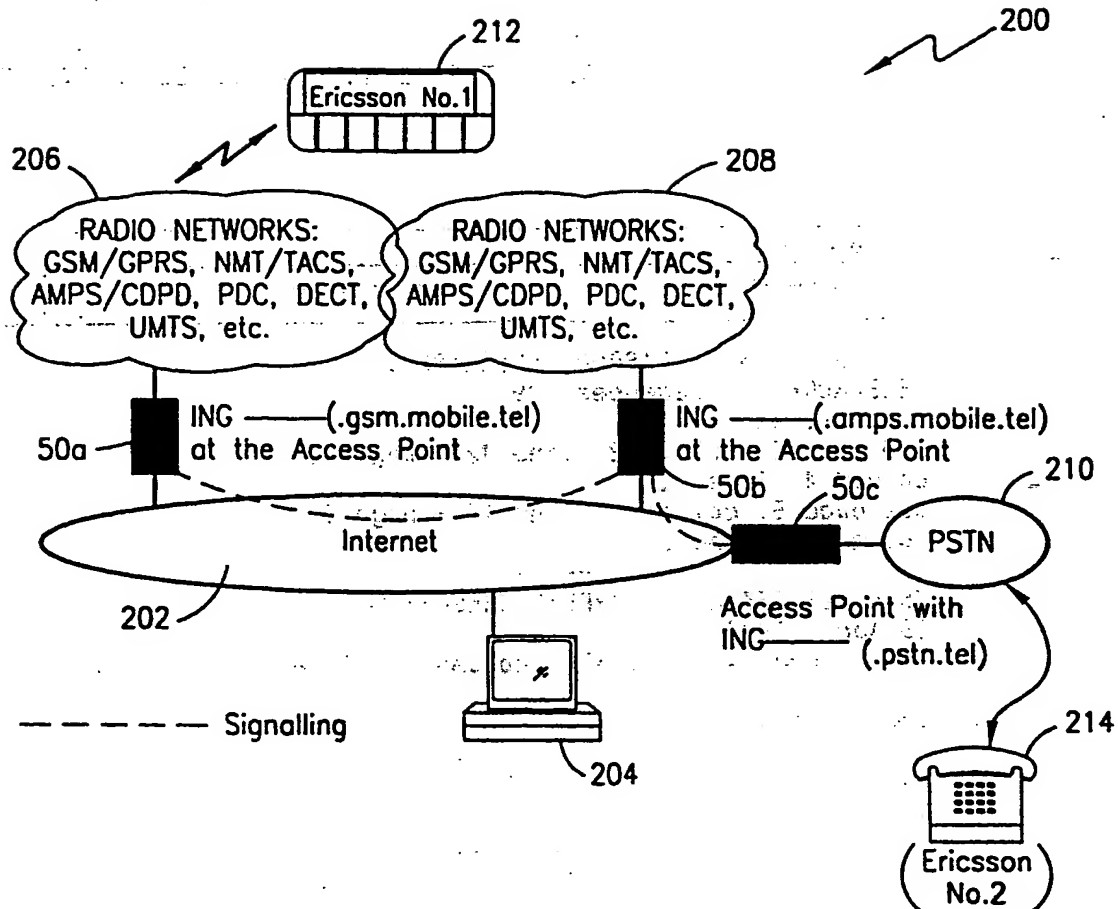 200
212
Ericsson No.1
206
208
RADIO NETWORKS:
GSM/GPRS, NMT/TACS,
AMPS/CDPD, PDC, DECT,
UMTS, etc.
RADIO NETWORKS:
GSM/GPRS, NMT/TACS,
AMPS/CDPD, PDC, DECT,
UMTS, etc.
50a
ING (.gsm.mobile.tel)
at the Access Point
ING (.amps.mobile.tel)
at the Access Point
50b
50c
210
Internet
PSTN
202
Access Point with
ING (.pstn.tel)
Signalling
204
214
(Ericsson
No.2)